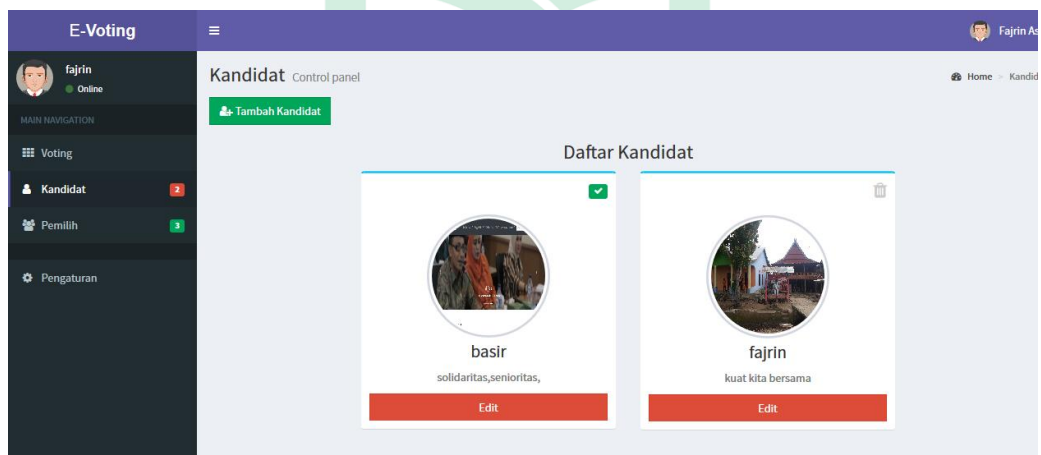 E-Voting
Fajrin As
fajrin
Online
MAIN NAVIGATION
Voting
Kandidat 2
Pemilih 3
Pengaturan
Kandidat Control panel
Home > Kandid
Tambah Kandidat
Daftar Kandidat
basir
solidaritas,senioritas,
Edit
fajrin
kuat kita bersama
Edit